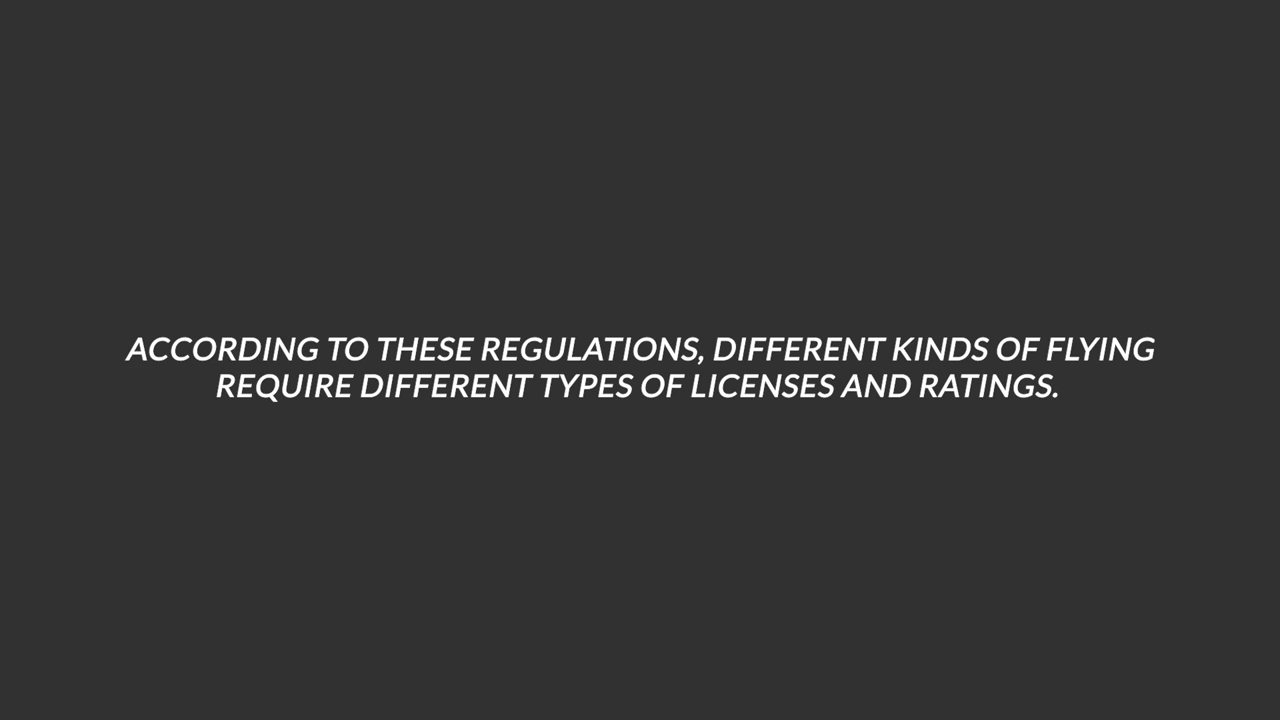 ACCORDING TO THESE REGULATIONS, DIFFERENT KINDS OF FLYING
REQUIRE DIFFERENT TYPES OF LICENSES AND RATINGS.